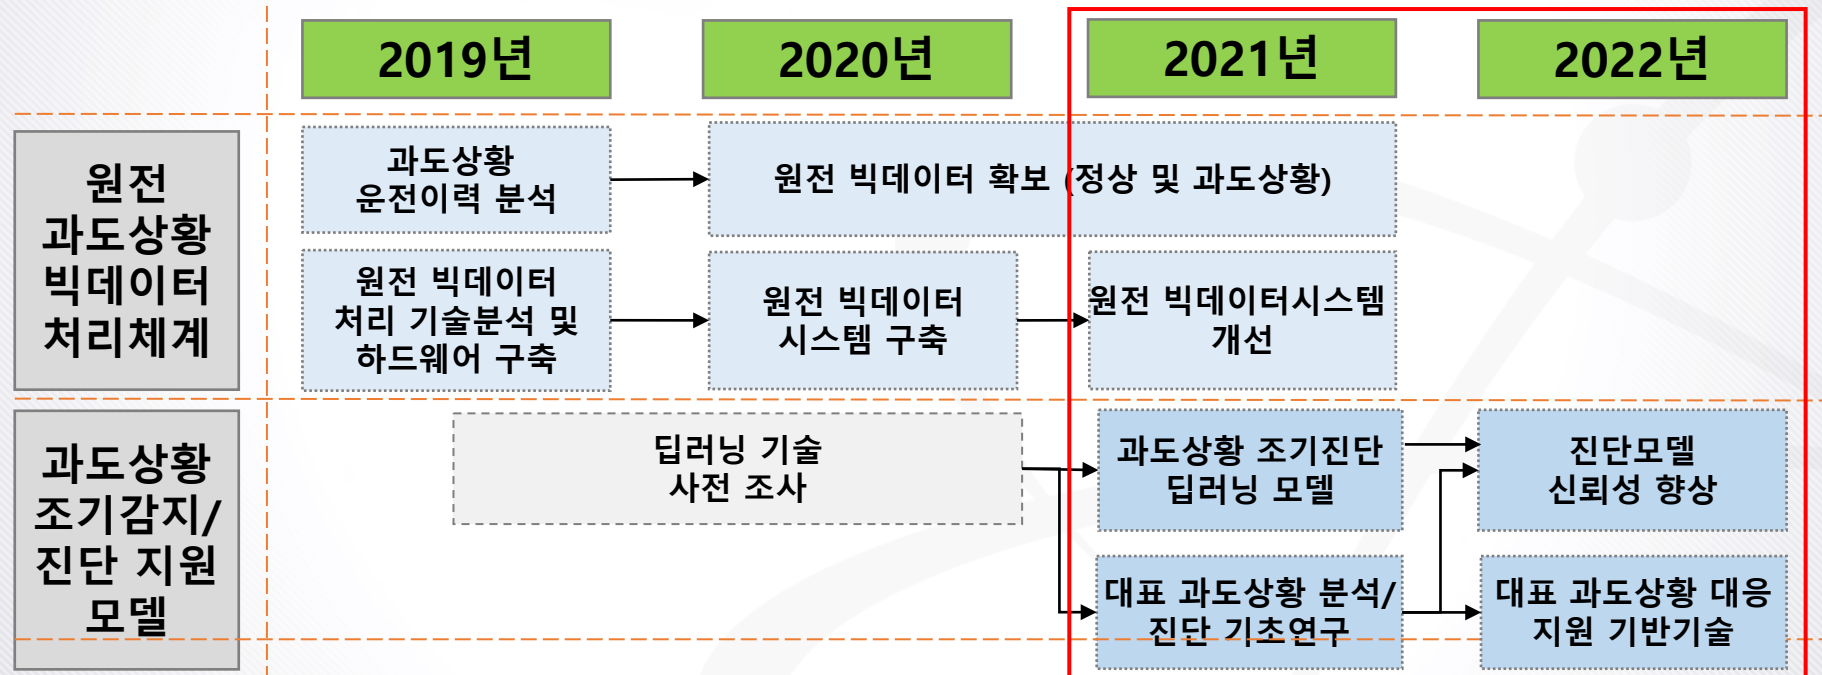 2019년
2020년
2021년
2022년
원전
과도상황
빅데이터
처리체계
과도상황
운전이력 분석
원전 빅데이터 확보 (정상 및 과도상황)
원전 빅데이터
처리 기술분석 및
하드웨어 구축
원전 빅데이터
시스템 구축
원전 빅데이터시스템
개선
과도상황
조기감지/
진단 지원
모델
딥러닝 기술
사전 조사
과도상황 조기진단
딥러닝 모델
진단모델
신뢰성 향상
대표 과도상황 분석/
진단 기초연구
대표 과도상황 대응
지원 기반기술